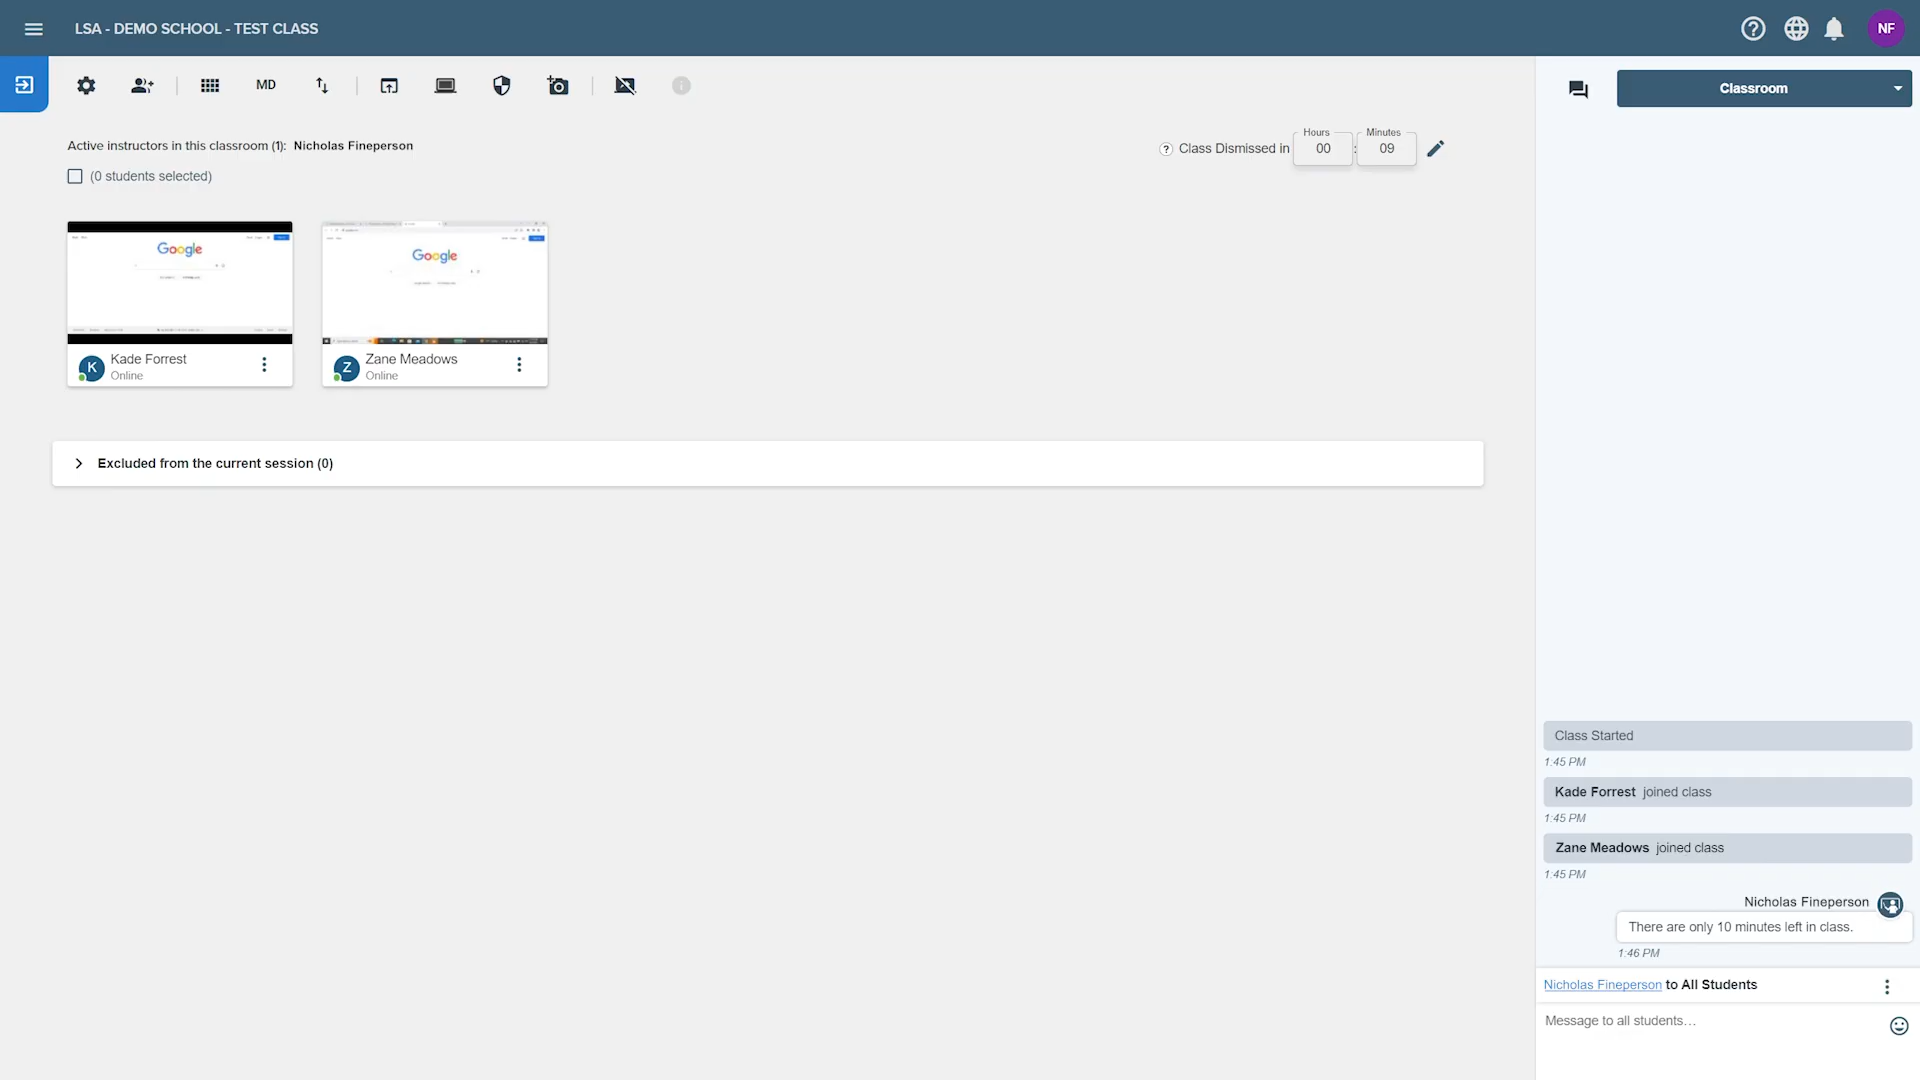 LSA - DEMO SCHOOL - TEST CLASS
NF
MD
Classroom
Active instructors in this classroom (1): Nicholas Fineperson
Hours
Minutes
? Class Dismissed in 00 : 09
(0 students selected)
Google
Google
K
Kade Forrest
Online
Z
Zane Meadows
Online
Excluded from the current session (0)
Class Started
1:45 PM
Kade Forrest joined class
1:45 PM
Zane Meadows joined class
1:45 PM
Nicholas Fineperson
There are only 10 minutes left in class.
1:46 PM
Nicholas Fineperson to All Students
Message to all students…